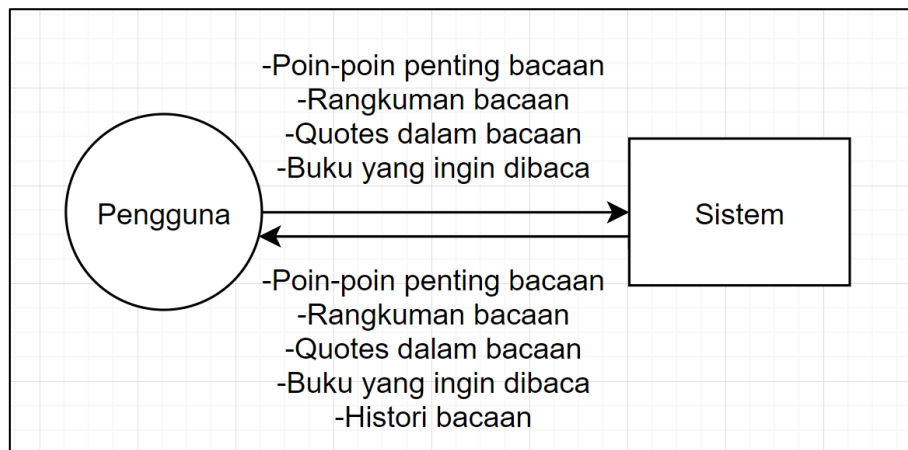 -Poin-poin penting bacaan
-Rangkuman bacaan
-Quotes dalam bacaan
-Buku yang ingin dibaca
Pengguna
Sistem
-Poin-poin penting bacaan
-Rangkuman bacaan
-Quotes dalam bacaan
-Buku yang ingin dibaca
-Histori bacaan